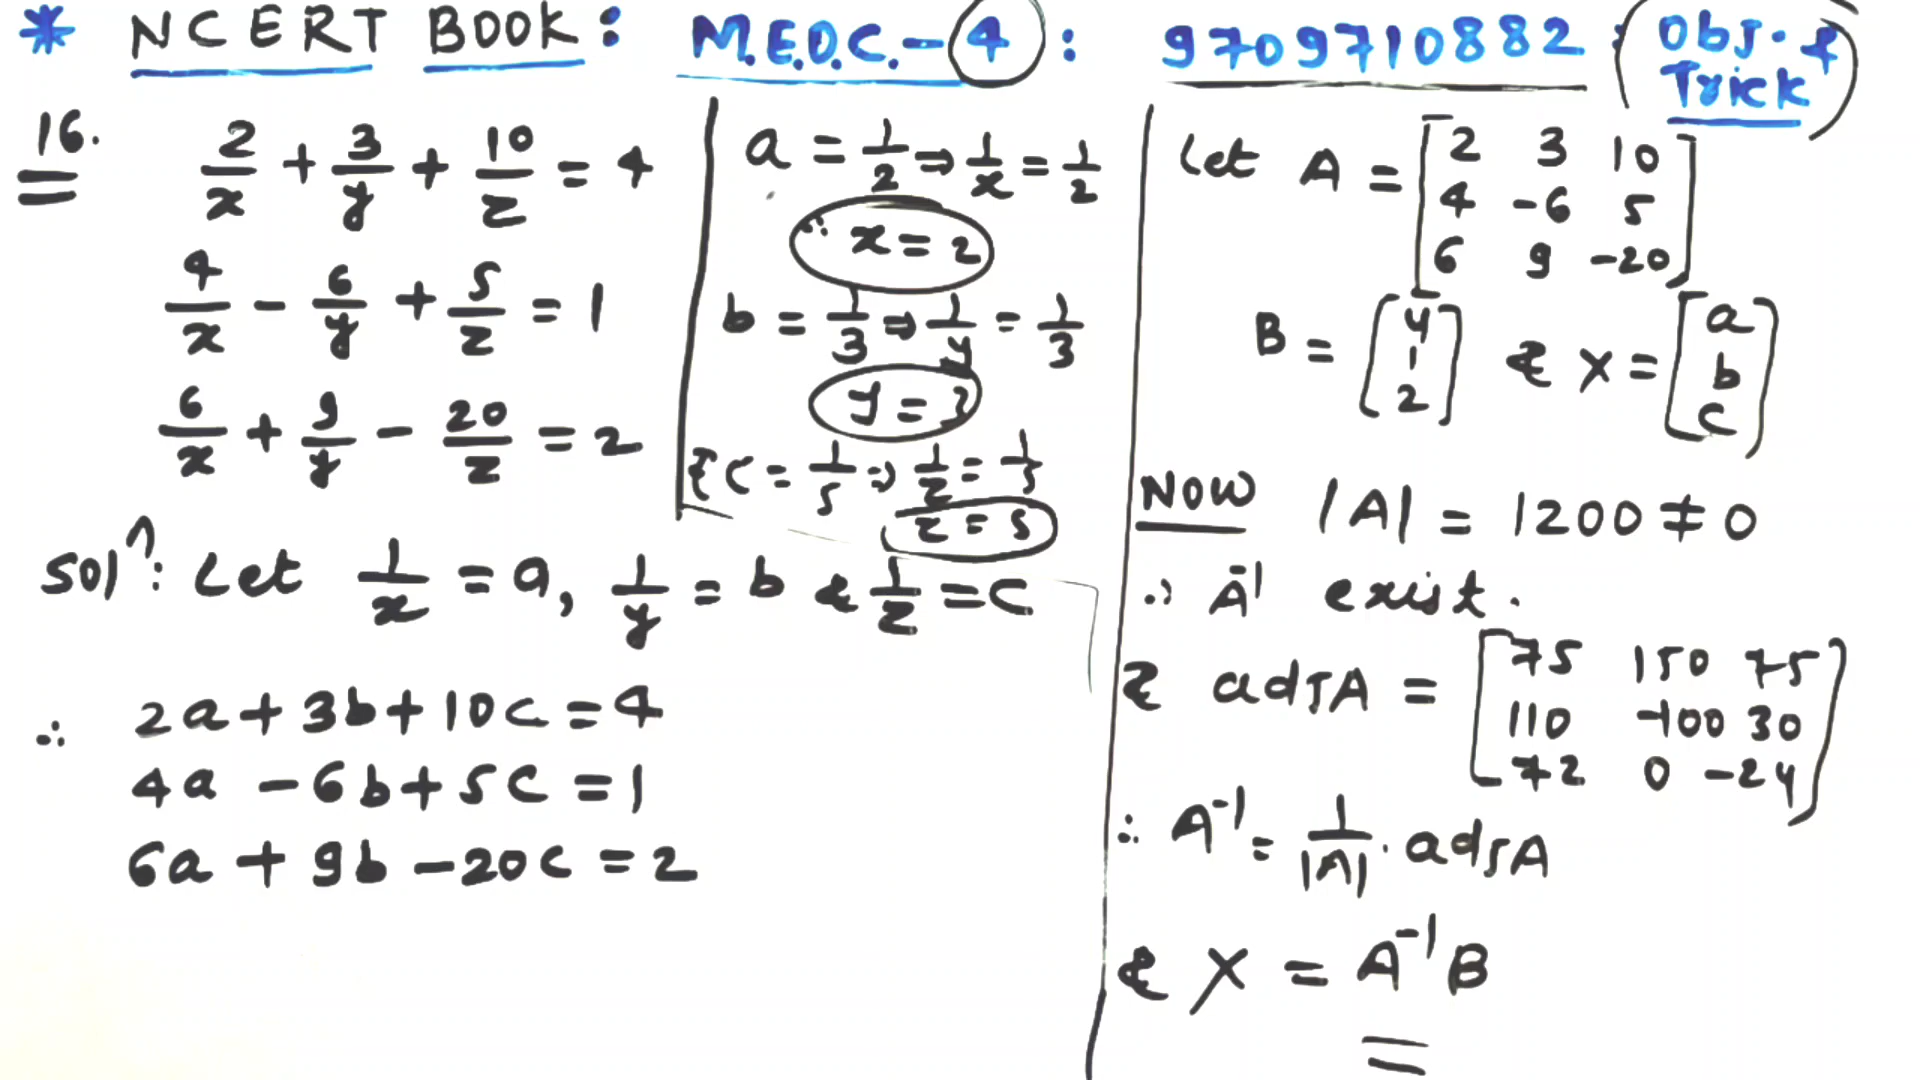 * NCERT BOOK: M.E.D.C.-4: 9709710882: Obj. &
Trick
16. 2/x + 3/y + 10/z = 4
4/x - 6/y + 5/z = 1
6/x + 9/y - 20/z = 2
Solⁿ: Let 1/x = a, 1/y = b & 1/z = c
∴ 2a + 3b + 10c = 4
4a - 6b + 5c = 1
6a + 9b - 20c = 2
a = 1/2 ⇒ 1/x = 1/2
∴ x = 2
b = 1/3 ⇒ 1/y = 1/3
y = 3
& c = 1/5 ⇒ 1/z = 1/5
z = 5
Let A = [2 3 10
4 -6 5
6 9 -20]
B = [4 1 2] & X = [a b c]
NOW |A| = 1200 ≠ 0
∴ A⁻¹ exist.
& adjA = [75 150 75
110 -100 30
72 0 -24]
∴ A⁻¹ = 1/|A| . adjA
& X = A⁻¹B